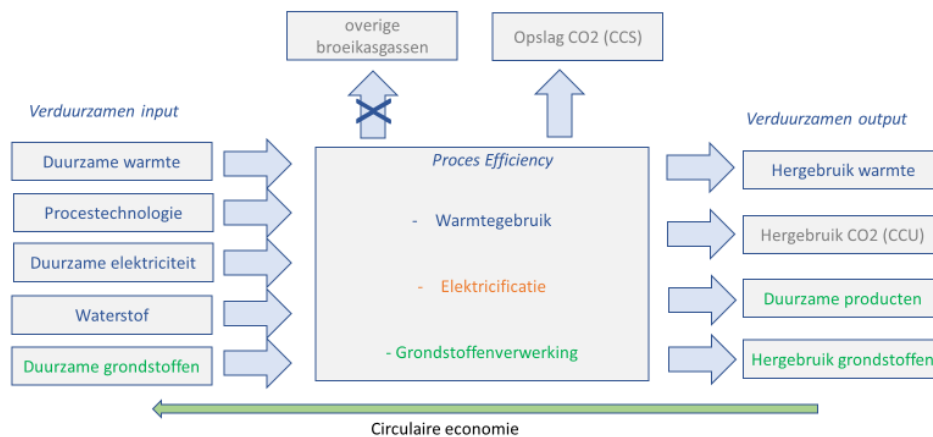 overige
broeikasgassen
Opslag CO2 (CCS)
Verduurzamen input
Verduurzamen output
Duurzame warmte
Procestechnologie
Duurzame elektriciteit
Waterstof
Duurzame grondstoffen
Proces Efficiency
- Warmtegebruik
- Elektricificatie
- Grondstoffenverwerking
Hergebruik warmte
Hergebruik CO2 (CCU)
Duurzame producten
Hergebruik grondstoffen
Circulaire economie